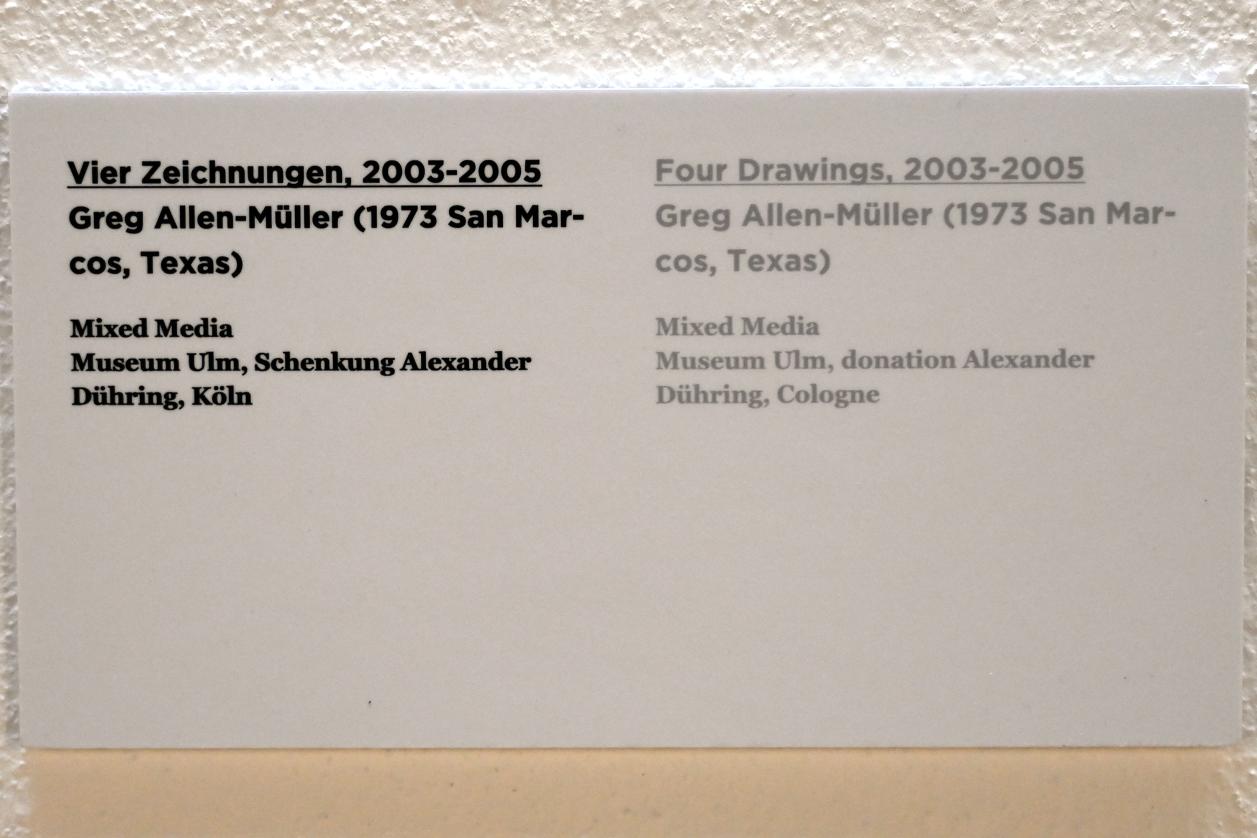 Vier Zeichnungen, 2003-2005
Greg Allen-Müller (1973 San Mar-
cos, Texas)
Mixed Media
Museum Ulm, Schenkung Alexander
Dühring, Köln
Four Drawings, 2003-2005
Greg Allen-Müller (1973 San Mar-
cos, Texas)
Mixed Media
Museum Ulm, donation Alexander
Dühring, Cologne